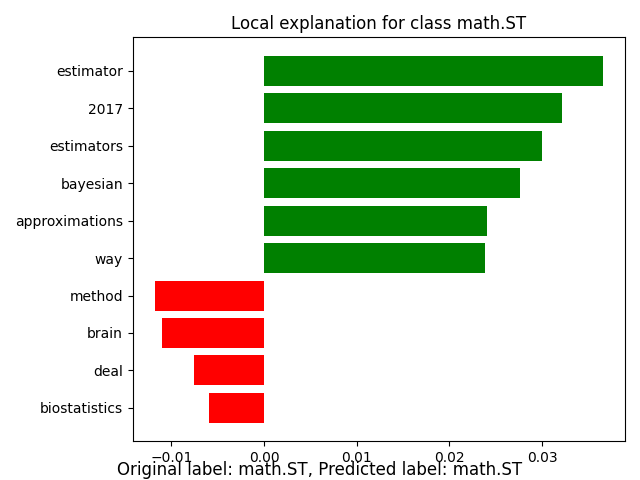 Local explanation for class math.ST
estimator
2017
estimators
bayesian
approximations
way
method
brain
deal
biostatistics
−0.01 0.00 0.01 0.02 0.03
Original label: math.ST, Predicted label: math.ST